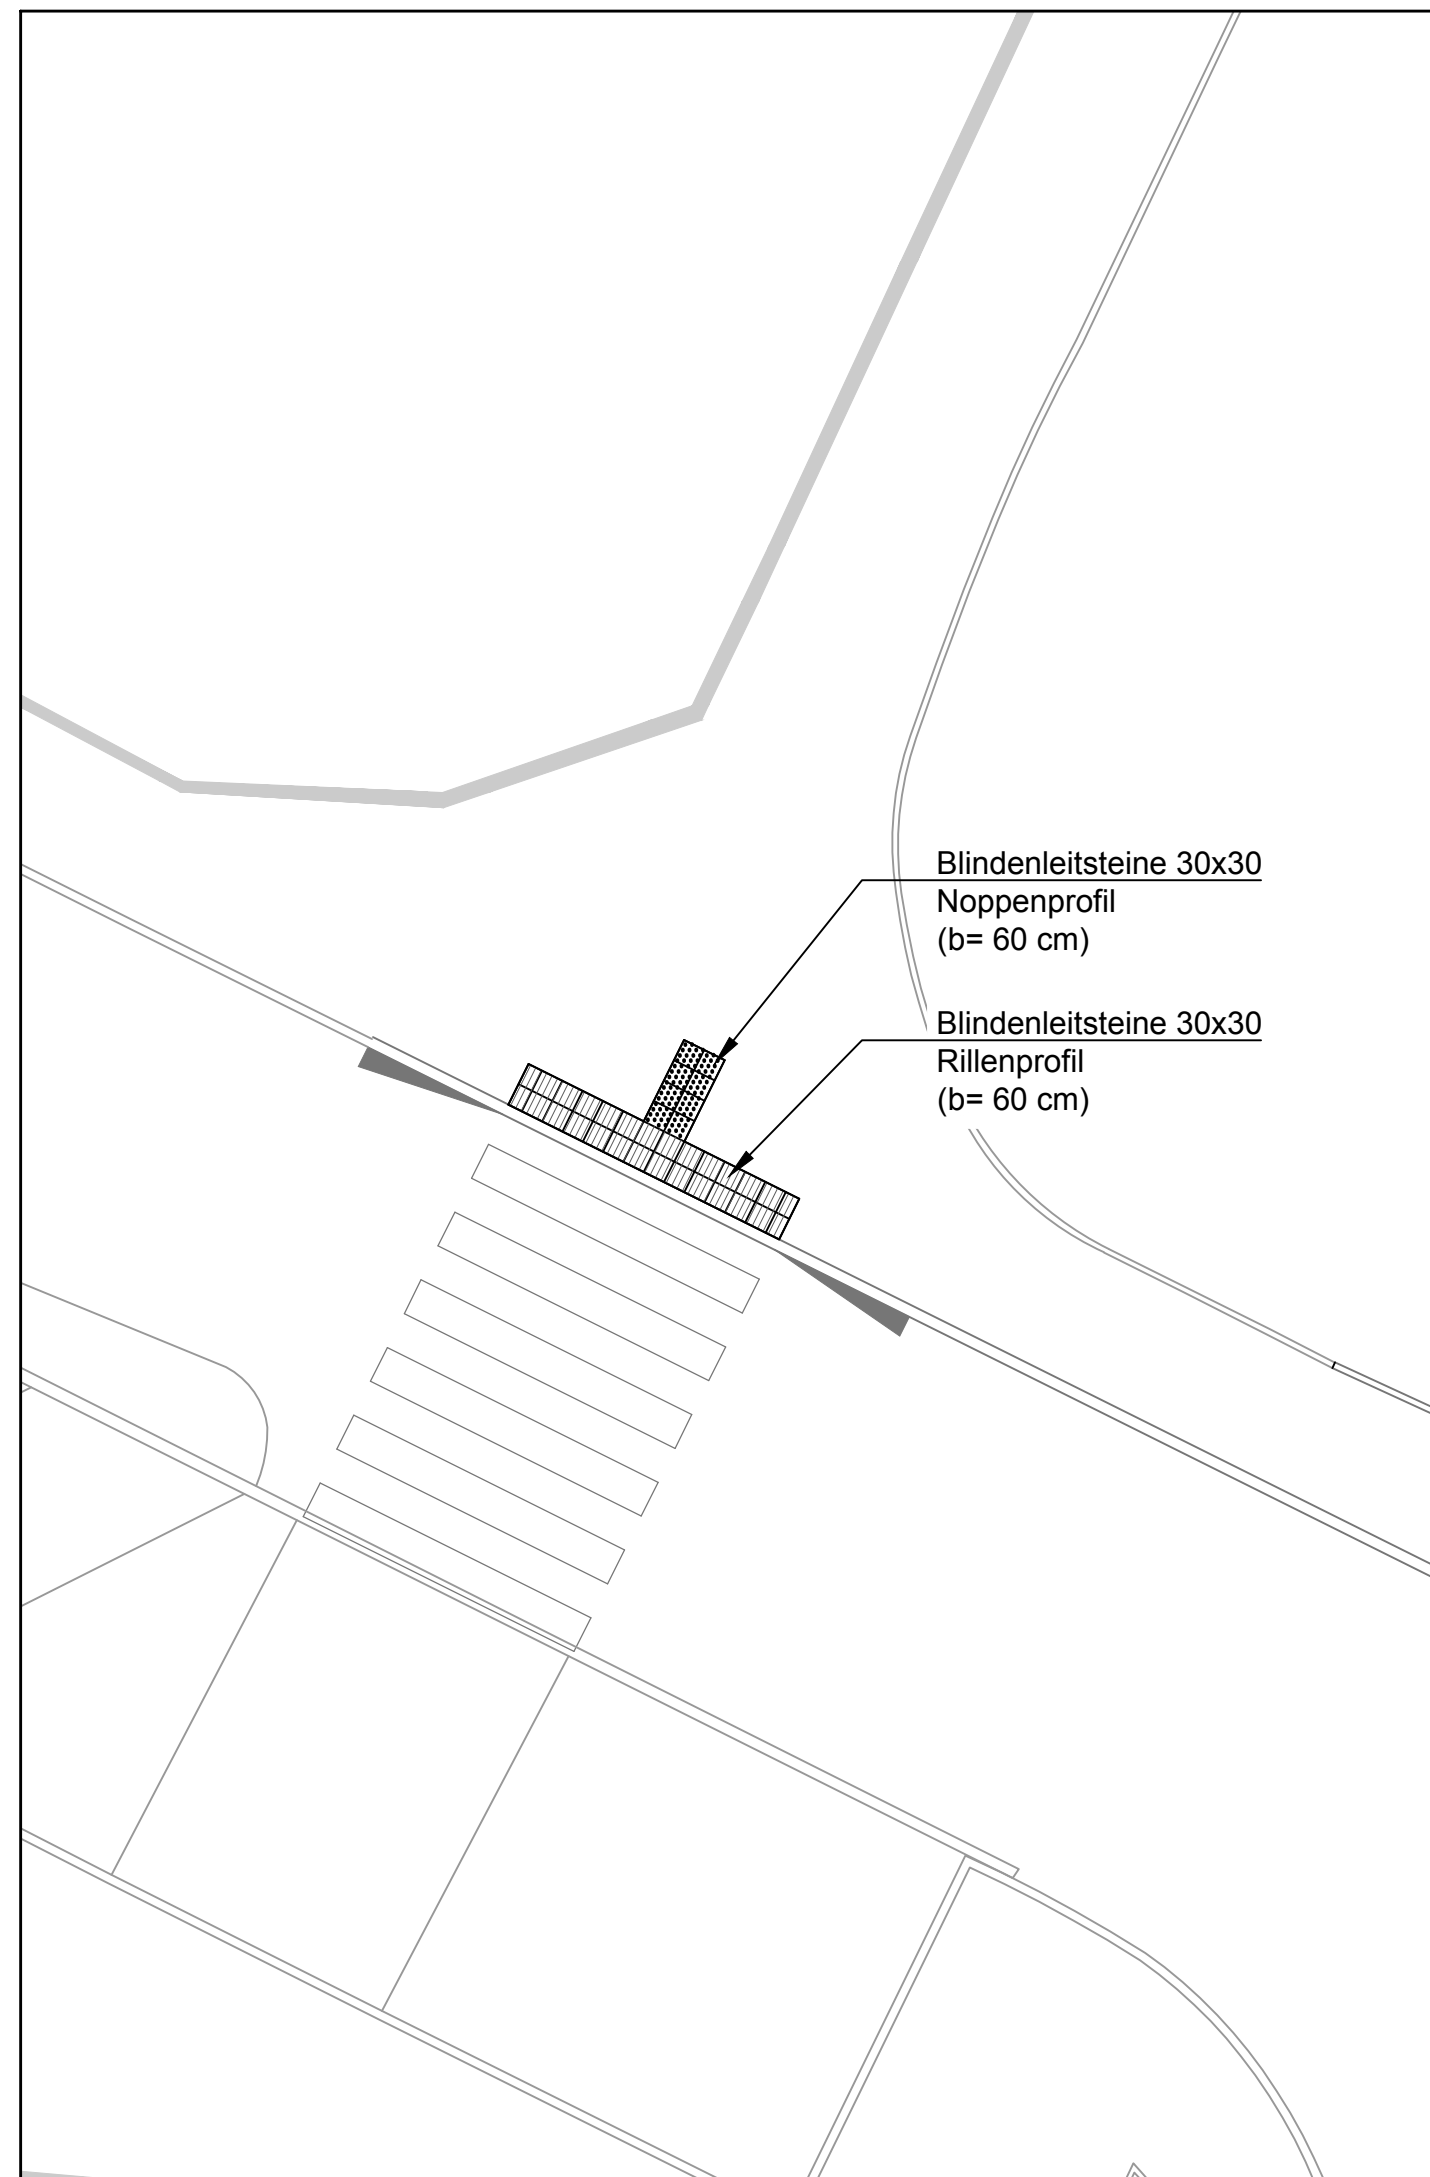 Blindenleitsteine 30x30
Noppenprofil
(b= 60 cm)
Blindenleitsteine 30x30
Rillenprofil
(b= 60 cm)